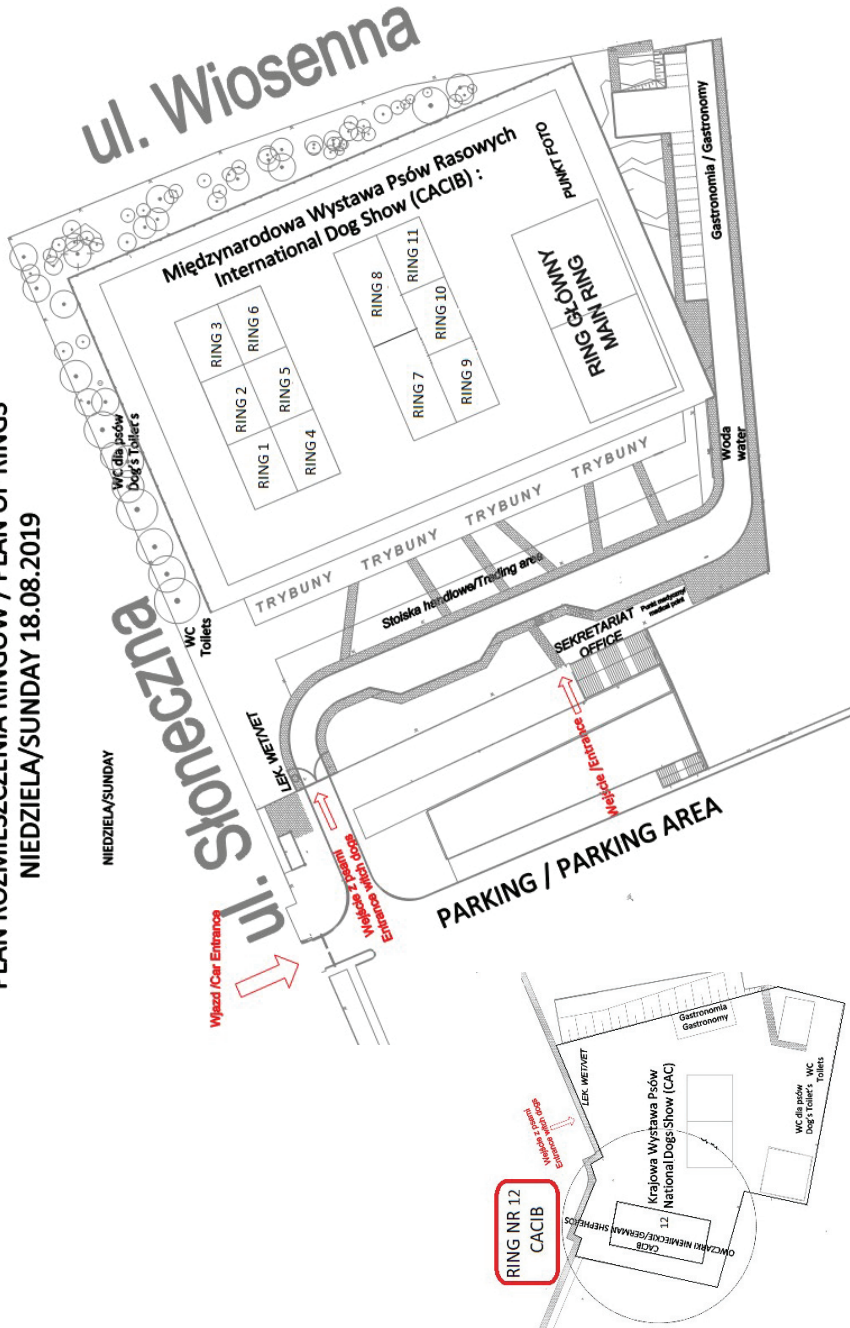 PLAN ROZMIESZCZENIA RINGÓW / PLAN OF RINGS
NIEDZIELA/SUNDAY 18.08.2019
NIEDZIELA/SUNDAY
ul. Wiosenna
ul. Słoneczna
Międzynarodowa Wystawa Psów Rasowych
International Dog Show (CACIB) :
RING 1
RING 2
RING 3
RING 4
RING 5
RING 6
RING 7
RING 8
RING 9
RING 10
RING 11
RING GŁÓWNY
MAIN RING
PUNKT FOTO
Gastronomia / Gastronomy
WC dla psów
Dog's Toilet's
WC
Toilets
TRYBUNY
TRYBUNY
TRYBUNY
TRYBUNY
Stoiska handlowe/Trading area
Woda
water
SEKRETARIAT
OFFICE
Punkt medyczny/
medical point
LEK. WET/VET
Wejście z psami
Entrance witch dogs
Wejście /Entrance
Wjazd /Car Entrance
PARKING / PARKING AREA
RING NR 12
CACIB
Wejście z psami
Entrance witch dogs
LEK. WET/VET
Gastronomia
Gastronomy
Krajowa Wystawa Psów
National Dogs Show (CAC)
12
CACIB
OWCZARKI NIEMIECKIE/GERMAN SHEPHERDS
WC dla psów
Dog's Toilet's
WC
Toilets